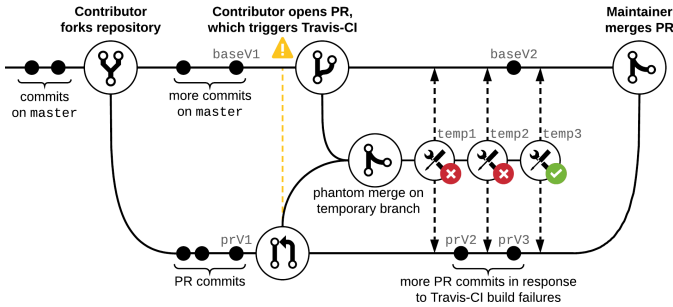 Contributor
forks repository
Contributor opens PR,
which triggers Travis-CI
Maintainer
merges PR
baseV1
baseV2
commits
on master
more commits
on master
temp1
temp2
temp3
phantom merge on
temporary branch
prV1
prV2
prV3
PR commits
more PR commits in response
to Travis-CI build failures